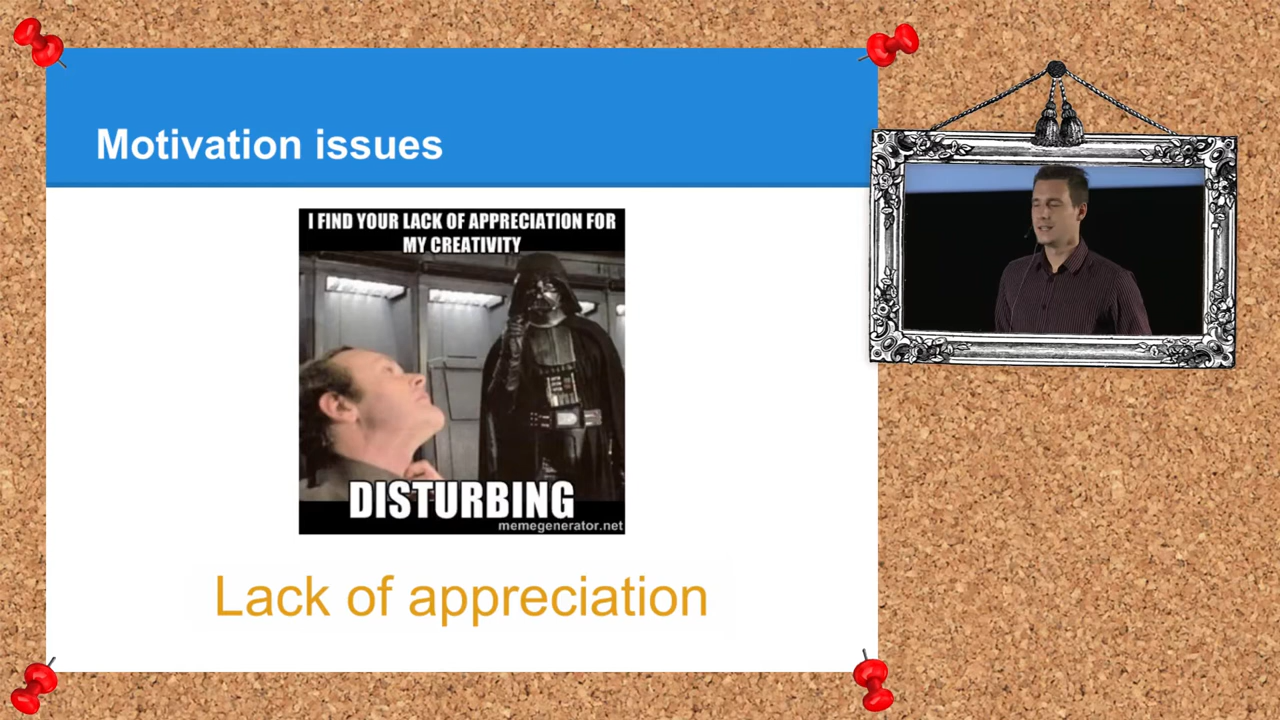 Motivation issues
I FIND YOUR LACK OF APPRECIATION FOR
MY CREATIVITY
DISTURBING
memegenerator.net
Lack of appreciation